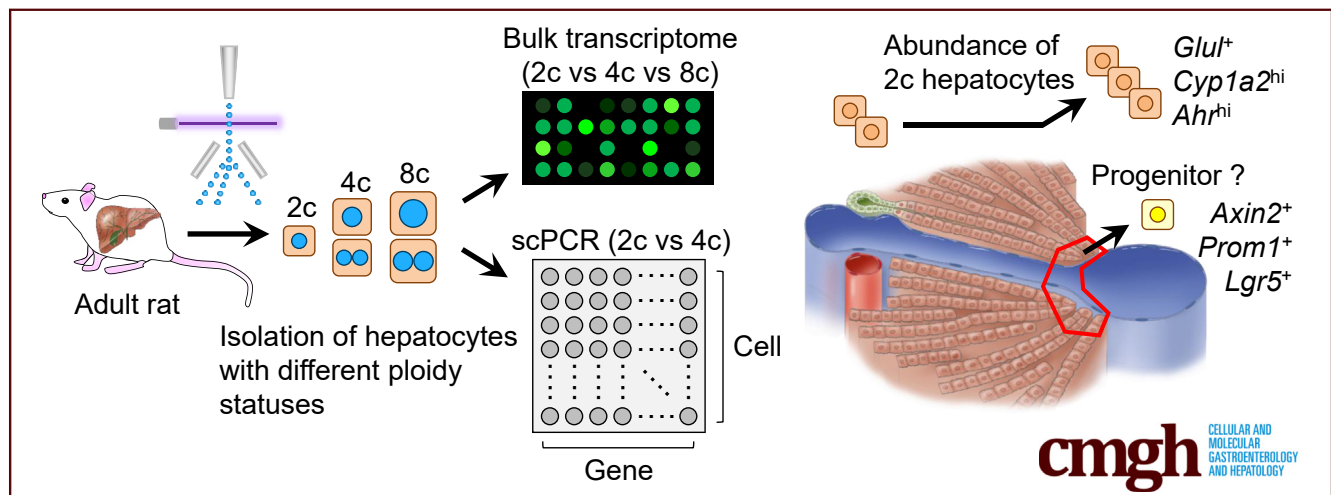 Adult rat
2c
4c
8c
Isolation of hepatocytes
with different ploidy
statuses
Bulk transcriptome
(2c vs 4c vs 8c)
scPCR (2c vs 4c)
Cell
Gene
Abundance of
2c hepatocytes
Glul⁺
Cyp1a2ʰⁱ
Ahrʰⁱ
Progenitor ?
Axin2⁺
Prom1⁺
Lgr5⁺
cmgh
CELLULAR AND
MOLECULAR
GASTROENTEROLOGY
AND HEPATOLOGY